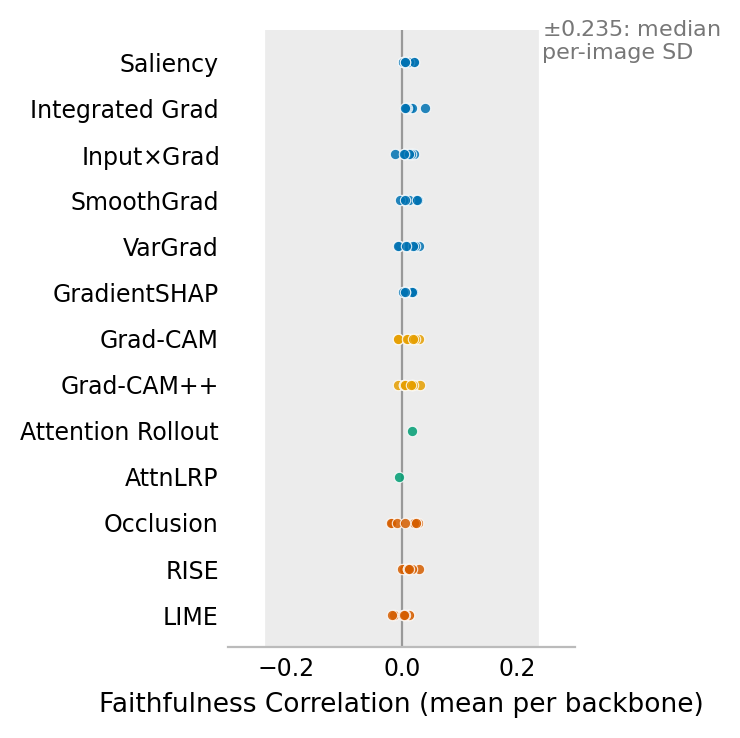 ±0.235: median
per-image SD
Saliency
Integrated Grad
Input×Grad
SmoothGrad
VarGrad
GradientSHAP
Grad-CAM
Grad-CAM++
Attention Rollout
AttnLRP
Occlusion
RISE
LIME
−0.2 0.0 0.2
Faithfulness Correlation (mean per backbone)